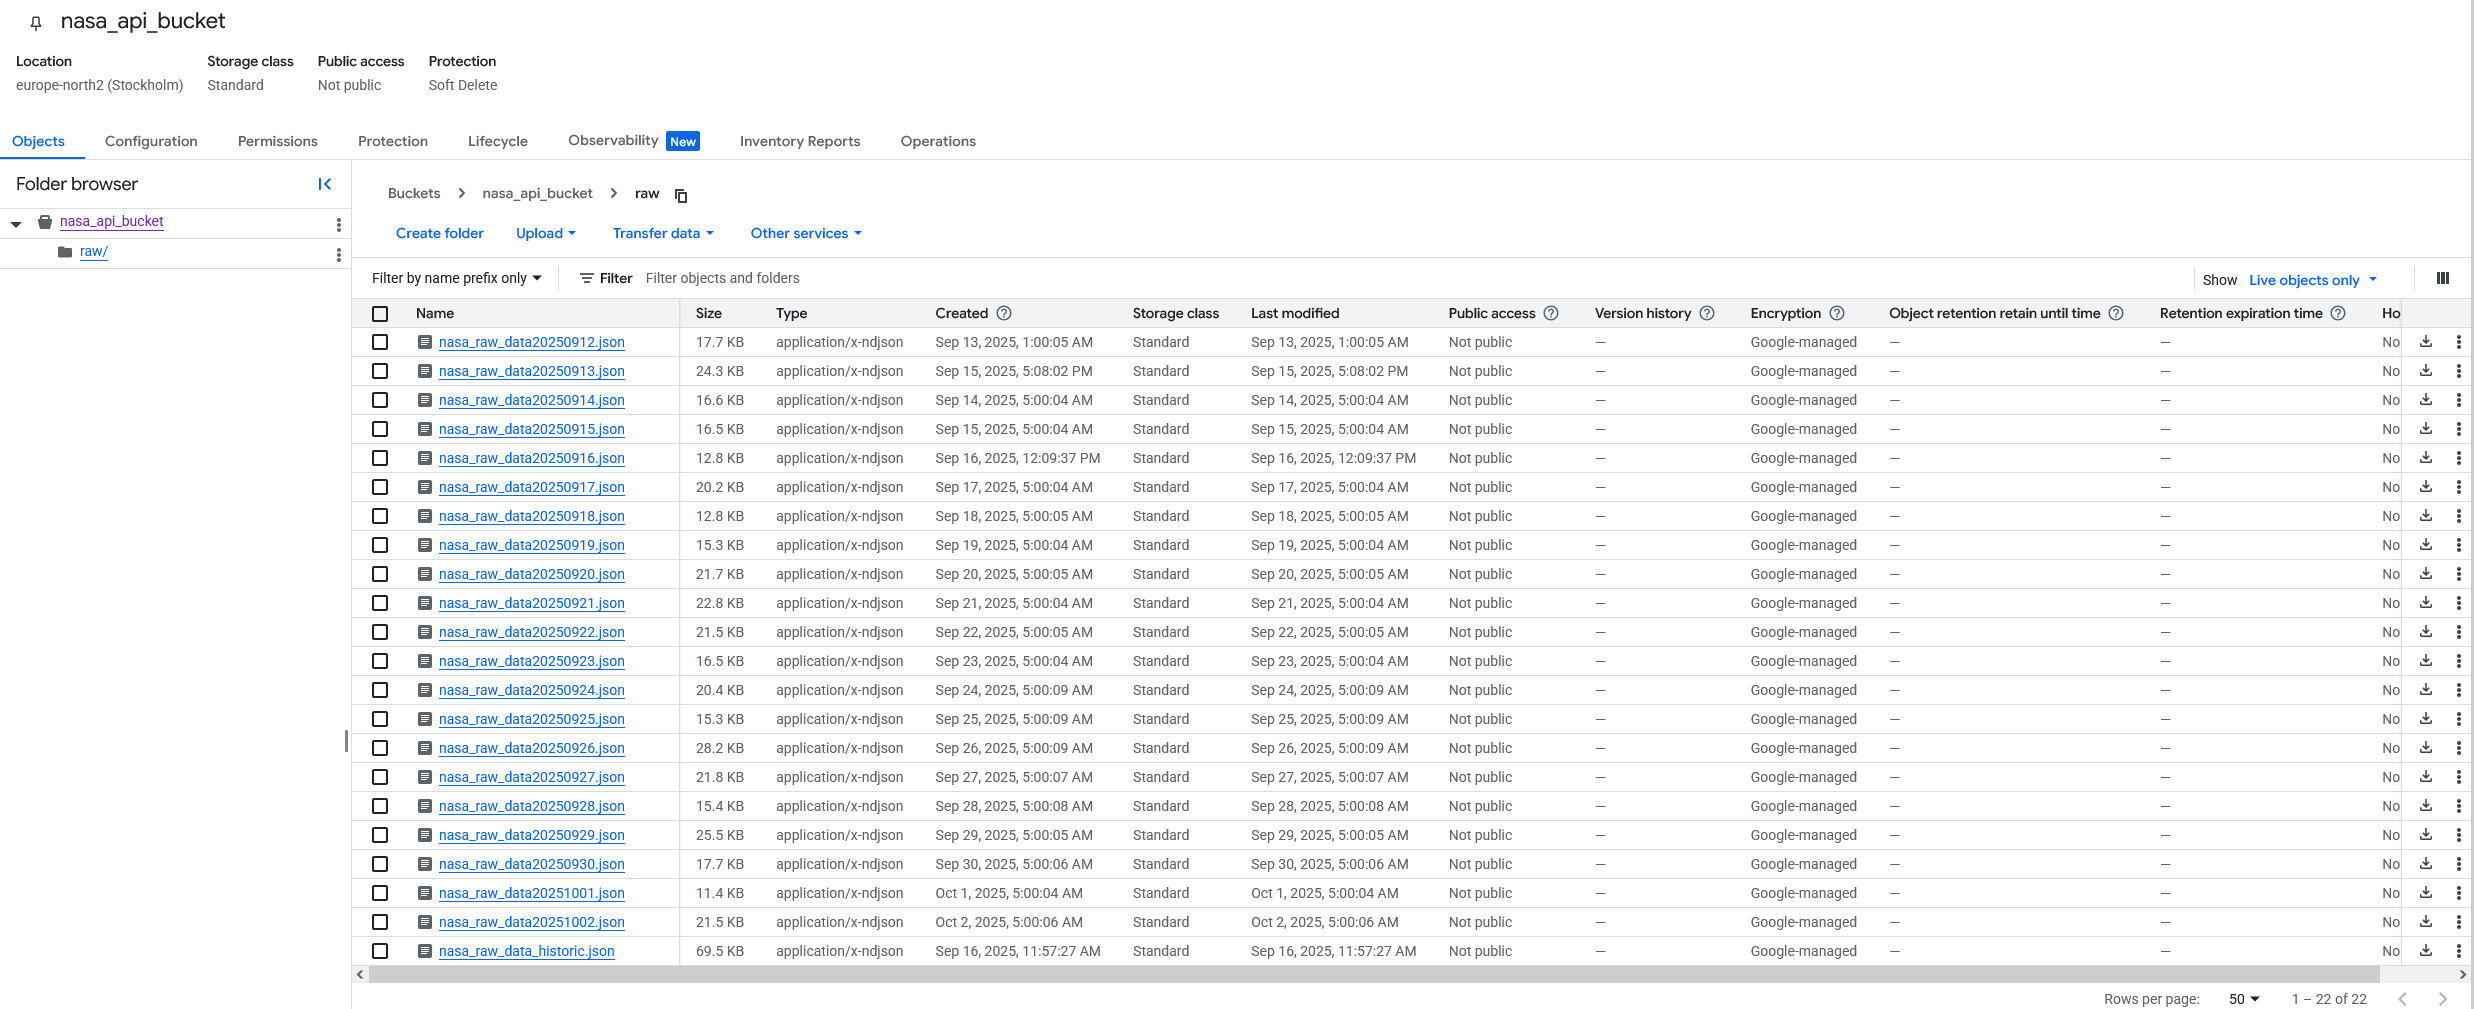 nasa_api_bucket
Location Storage class Public access Protection
europe-north2 (Stockholm) Standard Not public Soft Delete
Objects Configuration Permissions Protection Lifecycle Observability New Inventory Reports Operations
Folder browser
nasa_api_bucket
raw/
Buckets nasa_api_bucket raw
Create folder Upload Transfer data Other services
Filter by name prefix only Filter Filter objects and folders Show Live objects only
Name Size Type Created Storage class Last modified Public access Version history Encryption Object retention retain until time Retention expiration time Ho
nasa_raw_data20250912.json 17.7 KB application/x-ndjson Sep 13, 2025, 1:00:05 AM Standard Sep 13, 2025, 1:00:05 AM Not public — Google-managed — — No
nasa_raw_data20250913.json 24.3 KB application/x-ndjson Sep 15, 2025, 5:08:02 PM Standard Sep 15, 2025, 5:08:02 PM Not public — Google-managed — — No
nasa_raw_data20250914.json 16.6 KB application/x-ndjson Sep 14, 2025, 5:00:04 AM Standard Sep 14, 2025, 5:00:04 AM Not public — Google-managed — — No
nasa_raw_data20250915.json 16.5 KB application/x-ndjson Sep 15, 2025, 5:00:04 AM Standard Sep 15, 2025, 5:00:04 AM Not public — Google-managed — — No
nasa_raw_data20250916.json 12.8 KB application/x-ndjson Sep 16, 2025, 12:09:37 PM Standard Sep 16, 2025, 12:09:37 PM Not public — Google-managed — — No
nasa_raw_data20250917.json 20.2 KB application/x-ndjson Sep 17, 2025, 5:00:04 AM Standard Sep 17, 2025, 5:00:04 AM Not public — Google-managed — — No
nasa_raw_data20250918.json 12.8 KB application/x-ndjson Sep 18, 2025, 5:00:05 AM Standard Sep 18, 2025, 5:00:05 AM Not public — Google-managed — — No
nasa_raw_data20250919.json 15.3 KB application/x-ndjson Sep 19, 2025, 5:00:04 AM Standard Sep 19, 2025, 5:00:04 AM Not public — Google-managed — — No
nasa_raw_data20250920.json 21.7 KB application/x-ndjson Sep 20, 2025, 5:00:05 AM Standard Sep 20, 2025, 5:00:05 AM Not public — Google-managed — — No
nasa_raw_data20250921.json 22.8 KB application/x-ndjson Sep 21, 2025, 5:00:04 AM Standard Sep 21, 2025, 5:00:04 AM Not public — Google-managed — — No
nasa_raw_data20250922.json 21.5 KB application/x-ndjson Sep 22, 2025, 5:00:05 AM Standard Sep 22, 2025, 5:00:05 AM Not public — Google-managed — — No
nasa_raw_data20250923.json 16.5 KB application/x-ndjson Sep 23, 2025, 5:00:04 AM Standard Sep 23, 2025, 5:00:04 AM Not public — Google-managed — — No
nasa_raw_data20250924.json 20.4 KB application/x-ndjson Sep 24, 2025, 5:00:09 AM Standard Sep 24, 2025, 5:00:09 AM Not public — Google-managed — — No
nasa_raw_data20250925.json 15.3 KB application/x-ndjson Sep 25, 2025, 5:00:09 AM Standard Sep 25, 2025, 5:00:09 AM Not public — Google-managed — — No
nasa_raw_data20250926.json 28.2 KB application/x-ndjson Sep 26, 2025, 5:00:09 AM Standard Sep 26, 2025, 5:00:09 AM Not public — Google-managed — — No
nasa_raw_data20250927.json 21.8 KB application/x-ndjson Sep 27, 2025, 5:00:07 AM Standard Sep 27, 2025, 5:00:07 AM Not public — Google-managed — — No
nasa_raw_data20250928.json 15.4 KB application/x-ndjson Sep 28, 2025, 5:00:08 AM Standard Sep 28, 2025, 5:00:08 AM Not public — Google-managed — — No
nasa_raw_data20250929.json 25.5 KB application/x-ndjson Sep 29, 2025, 5:00:05 AM Standard Sep 29, 2025, 5:00:05 AM Not public — Google-managed — — No
nasa_raw_data20250930.json 17.7 KB application/x-ndjson Sep 30, 2025, 5:00:06 AM Standard Sep 30, 2025, 5:00:06 AM Not public — Google-managed — — No
nasa_raw_data20251001.json 11.4 KB application/x-ndjson Oct 1, 2025, 5:00:04 AM Standard Oct 1, 2025, 5:00:04 AM Not public — Google-managed — — No
nasa_raw_data20251002.json 21.5 KB application/x-ndjson Oct 2, 2025, 5:00:06 AM Standard Oct 2, 2025, 5:00:06 AM Not public — Google-managed — — No
nasa_raw_data_historic.json 69.5 KB application/x-ndjson Sep 16, 2025, 11:57:27 AM Standard Sep 16, 2025, 11:57:27 AM Not public — Google-managed — — No
Rows per page: 50 1 – 22 of 22